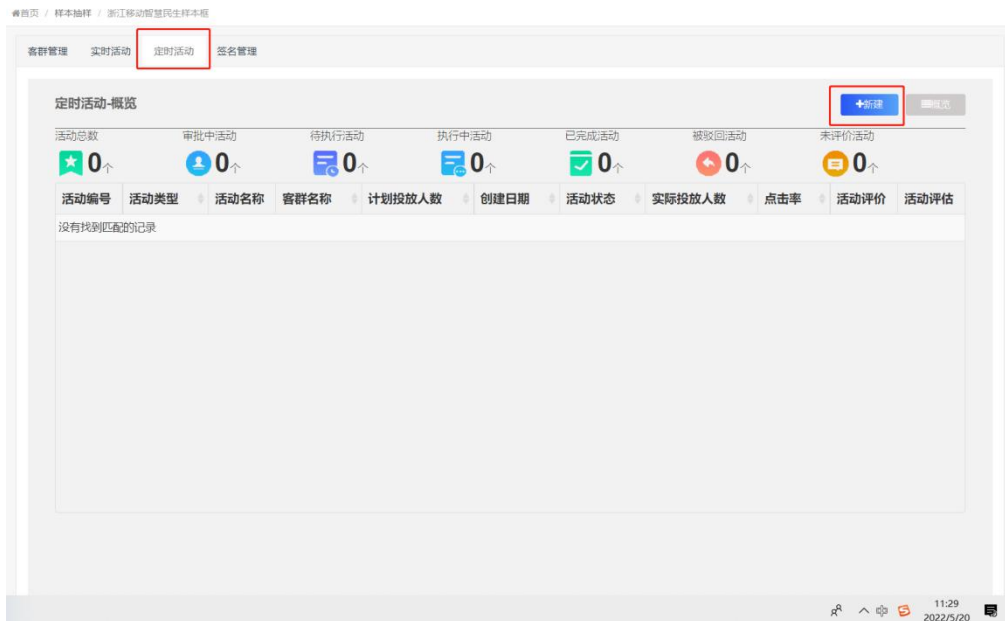 首页 / 样本抽样 / 浙江移动智慧民生样本框
客群管理 实时活动 定时活动 签名管理
定时活动-概览 +新建 概览
活动总数 审批中活动 待执行活动 执行中活动 已完成活动 被驳回活动 未评价活动
0个 0个 0个 0个 0个 0个 0个
活动编号 活动类型 活动名称 客群名称 计划投放人数 创建日期 活动状态 实际投放人数 点击率 活动评价 活动评估
没有找到匹配的记录
中 11:29
2022/5/20